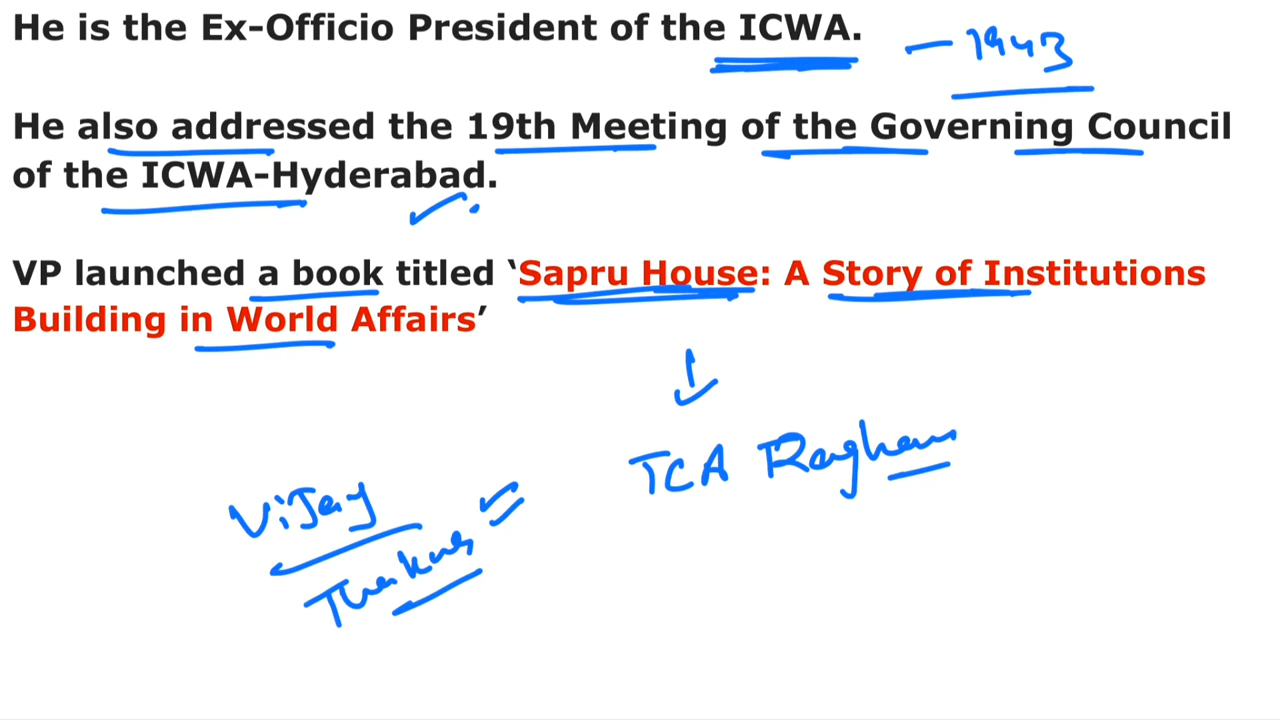 He is the Ex-Officio President of the ICWA.
- 1943
He also addressed the 19th Meeting of the Governing Council
of the ICWA-Hyderabad.
VP launched a book titled ‘Sapru House: A Story of Institutions
Building in World Affairs’
TCA Raghavan
Vijay
Thakur